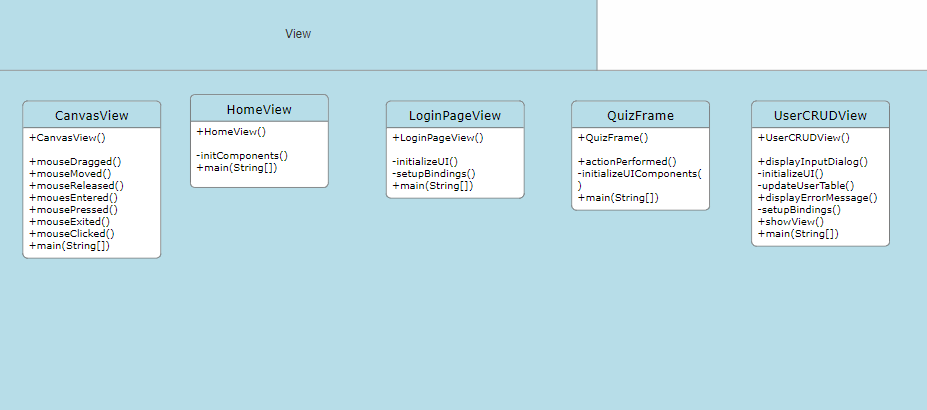 View
CanvasView
+CanvasView()
+mouseDragged()
+mouseMoved()
+mouseReleased()
+mouesEntered()
+mousePressed()
+mouseExited()
+mouseClicked()
+main(String[])
HomeView
+HomeView()
-initComponents()
+main(String[])
LoginPageView
+LoginPageView()
-initializeUI()
-setupBindings()
+main(String[])
QuizFrame
+QuizFrame()
+actionPerformed()
-initializeUIComponents(
)
+main(String[])
UserCRUDView
+UserCRUDView()
+displayInputDialog()
-initializeUI()
-updateUserTable()
+displayErrorMessage()
-setupBindings()
+showView()
+main(String[])